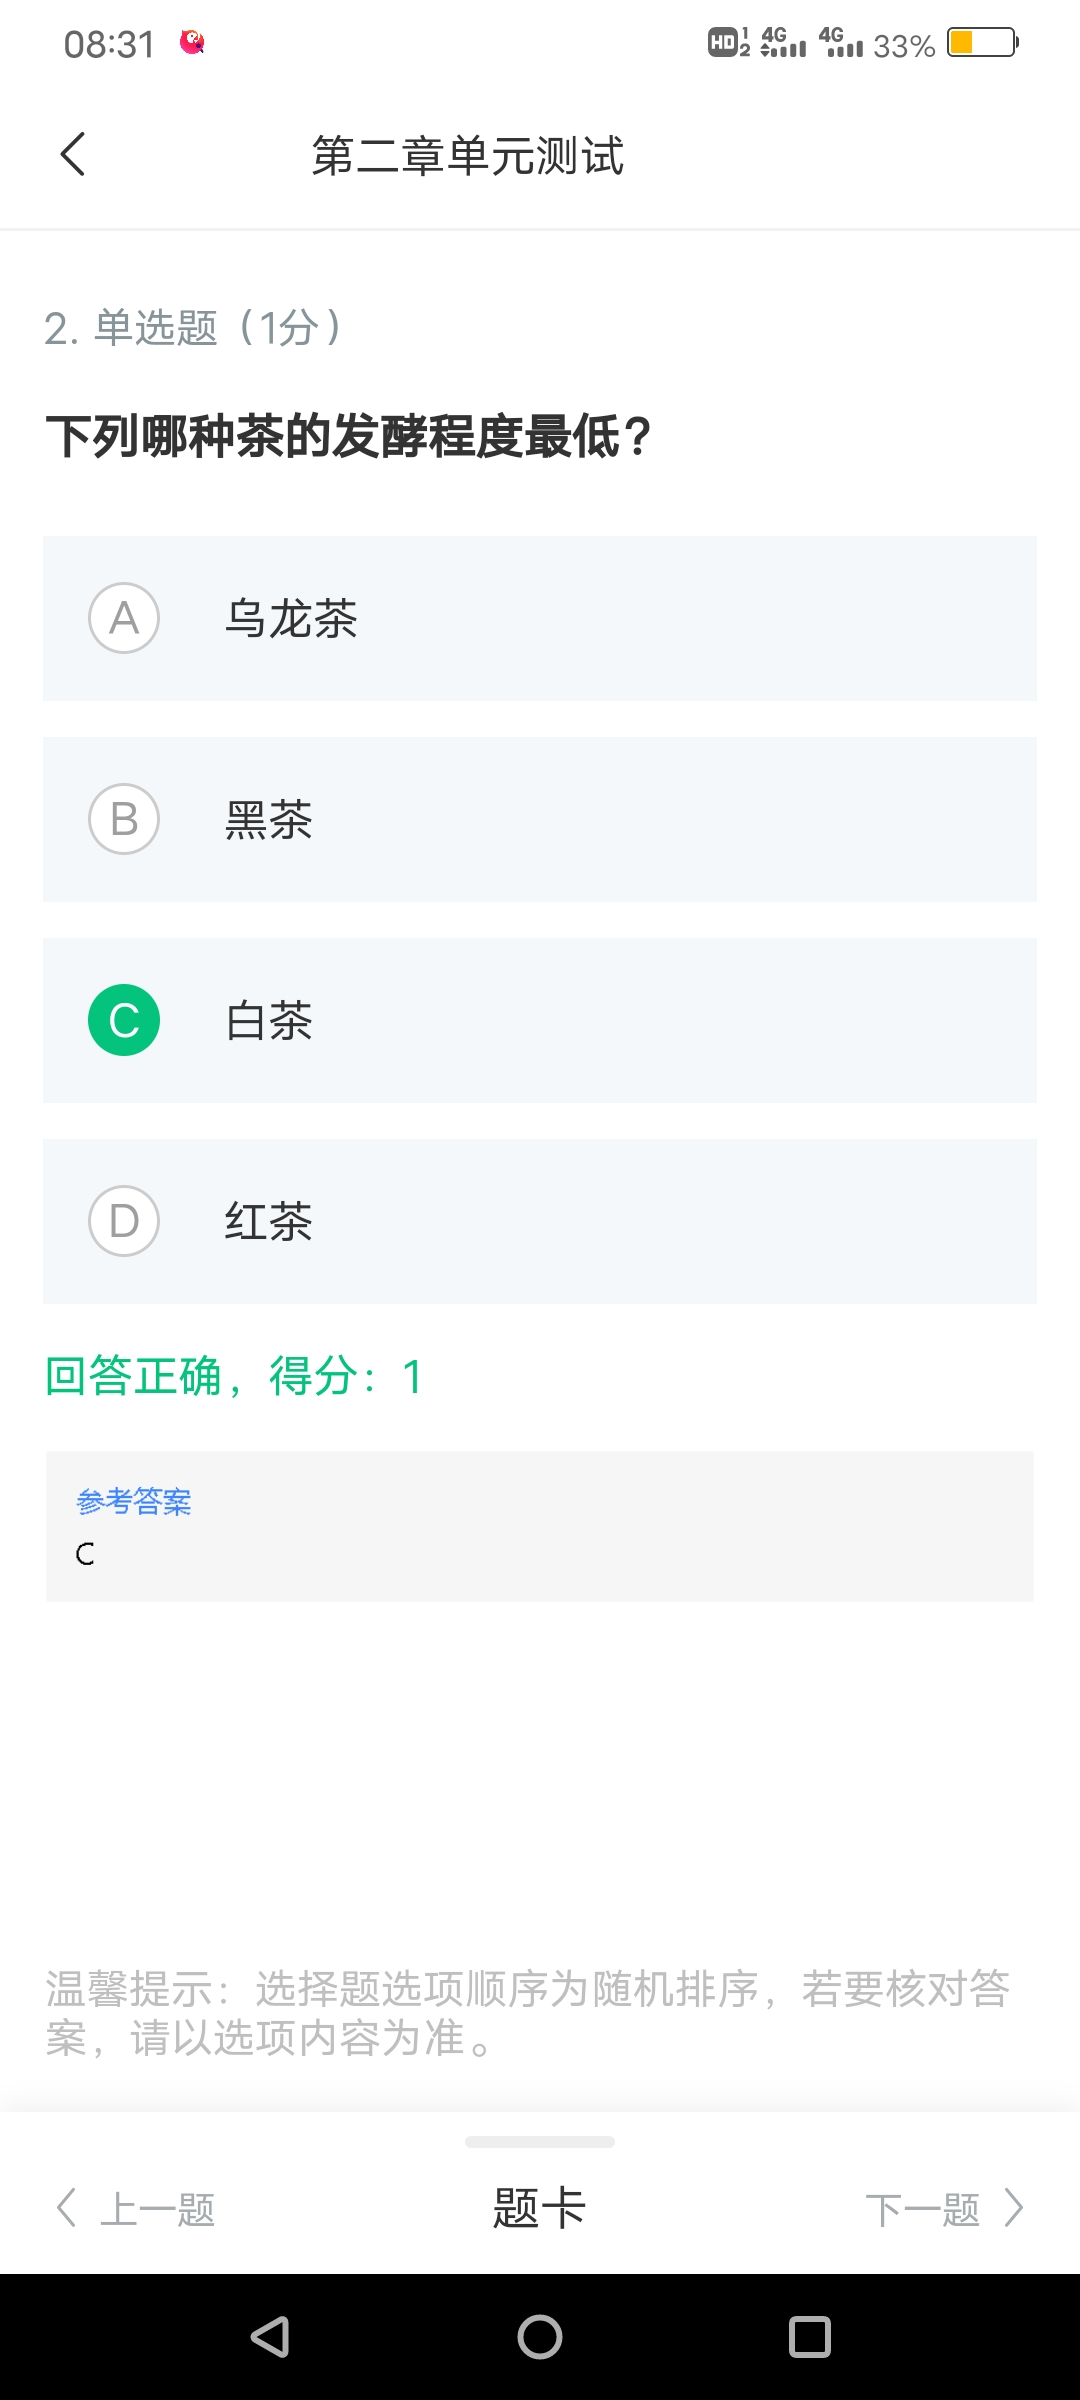 08:31
HD 1 2 4G 4G 33%
第二章单元测试
2. 单选题（1分）
下列哪种茶的发酵程度最低？
A 乌龙茶
B 黑茶
C 白茶
D 红茶
回答正确，得分：1
参考答案
C
温馨提示：选择题选项顺序为随机排序，若要核对答
案，请以选项内容为准。
上一题 题卡 下一题